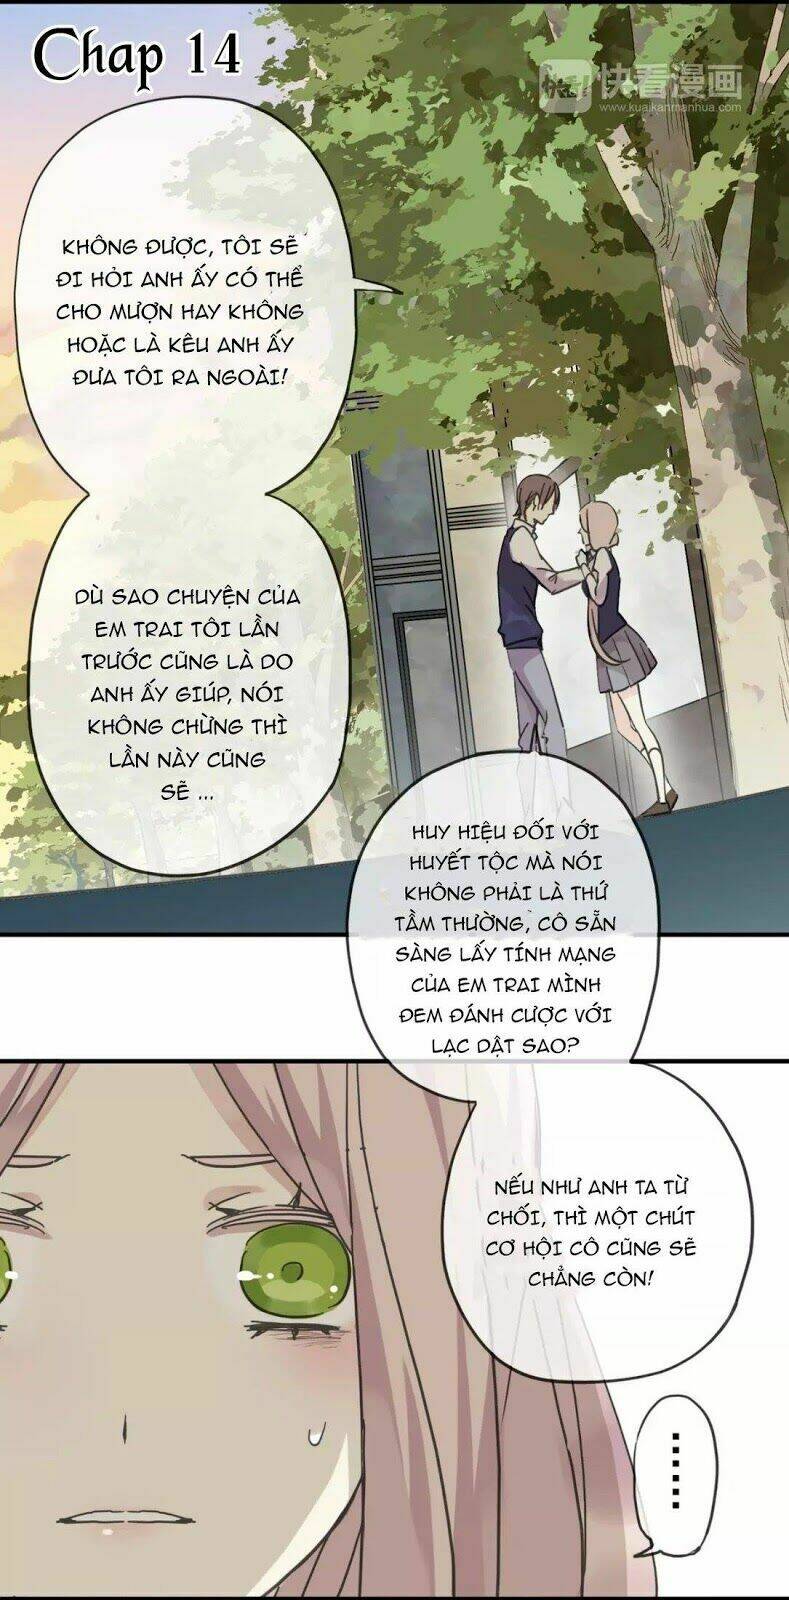 Chap 14
快看漫画
www.kuaikanmanhua.com
KHÔNG ĐƯỢC, TÔI SẼ
ĐI HỎI ANH ẤY CÓ THỂ
CHO MƯỢN HAY KHÔNG
HOẶC LÀ KÊU ANH ẤY
ĐƯA TÔI RA NGOÀI!
DÙ SAO CHUYỆN CỦA
EM TRAI TÔI LẦN
TRƯỚC CŨNG LÀ DO
ANH ẤY GIÚP, NÓI
KHÔNG CHỪNG THÌ
LẦN NÀY CŨNG
SẼ ...
HUY HIỆU ĐỐI VỚI
HUYẾT TỘC MÀ NÓI
KHÔNG PHẢI LÀ THỨ
TẦM THƯỜNG, CÔ SẴN
SÀNG LẤY TÍNH MẠNG
CỦA EM TRAI MÌNH
ĐEM ĐÁNH CƯỢC VỚI
LẠC DẬT SAO?
NẾU NHƯ ANH TA TỪ
CHỐI, THÌ MỘT CHÚT
CƠ HỘI CÔ CŨNG SẼ
CHẲNG CÒN!
.......